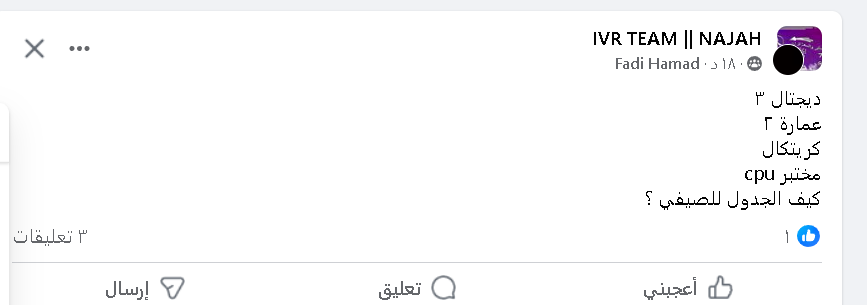 IVR TEAM || NAJAH
Fadi Hamad · ١٨ د ·
ديجتال ٣
عمارة ٢
كريتكال
مختبر cpu
كيف الجدول للصيفي ؟
١
٣ تعليقات
أعجبني
تعليق
إرسال